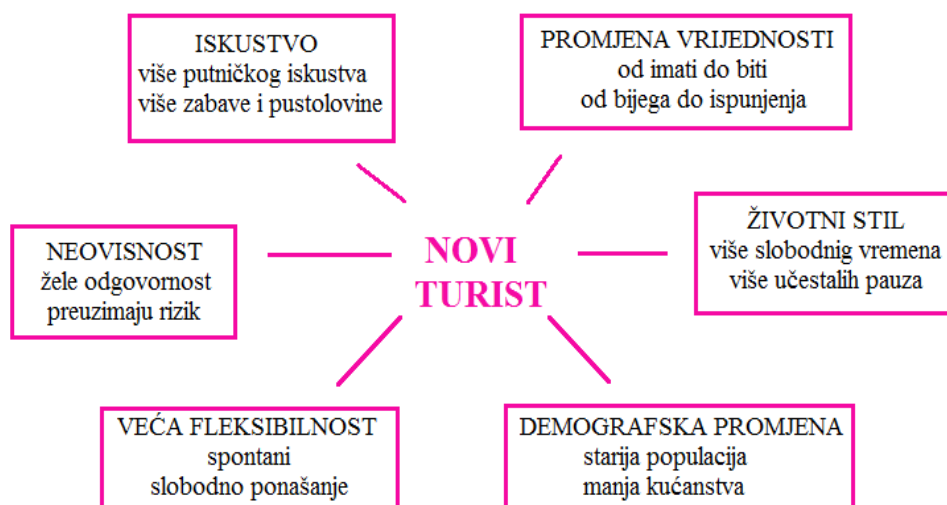 ISKUSTVO
više putničkog iskustva
više zabave i pustolovine
PROMJENA VRIJEDNOSTI
od imati do biti
od bijega do ispunjenja
NEOVISNOST
žele odgovornost
preuzimaju rizik
NOVI
TURIST
ŽIVOTNI STIL
više slobodnig vremena
više učestalih pauza
VEĆA FLEKSIBILNOST
spontani
slobodno ponašanje
DEMOGRAFSKA PROMJENA
starija populacija
manja kućanstva